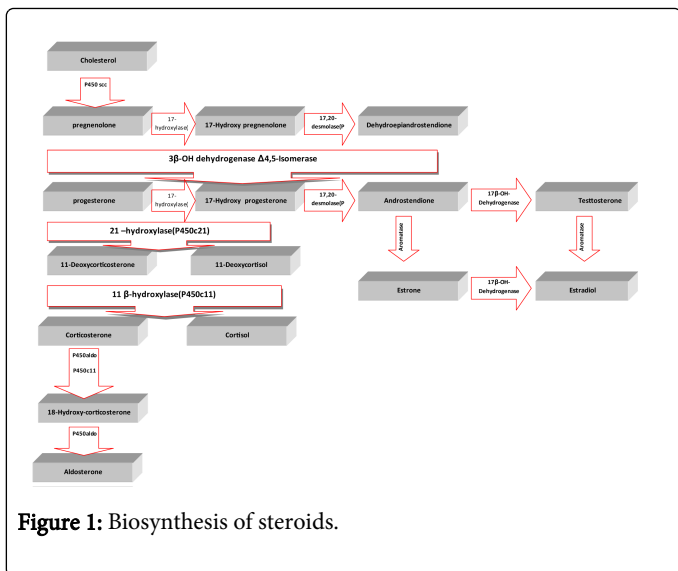 Cholesterol
P450 scc
pregnenolone
17-
hydroxylase(
17-Hydroxy pregnenolone
17,20-
desmolase(P
Dehydroepiandrostendione
3β-OH dehydrogenase Δ4,5-Isomerase
progesterone
17-
hydroxylase(
17-Hydroxy progesterone
17,20-
desmolase(P
Androstendione
17β-OH-
Dehydrogenase
Testtiosterone
21 –hydroxylase(P450c21)
Aromatase
Aromatase
11-Deoxycorticosterone
11-Deoxycortisol
Estrone
17β-OH-
Dehydrogenase
Estradiol
11 β-hydroxylase(P450c11)
Corticosterone
Cortisol
P450aldo
P450c11
18-Hydroxy-corticosterone
P450aldo
Aldosterone
Figure 1: Biosynthesis of steroids.